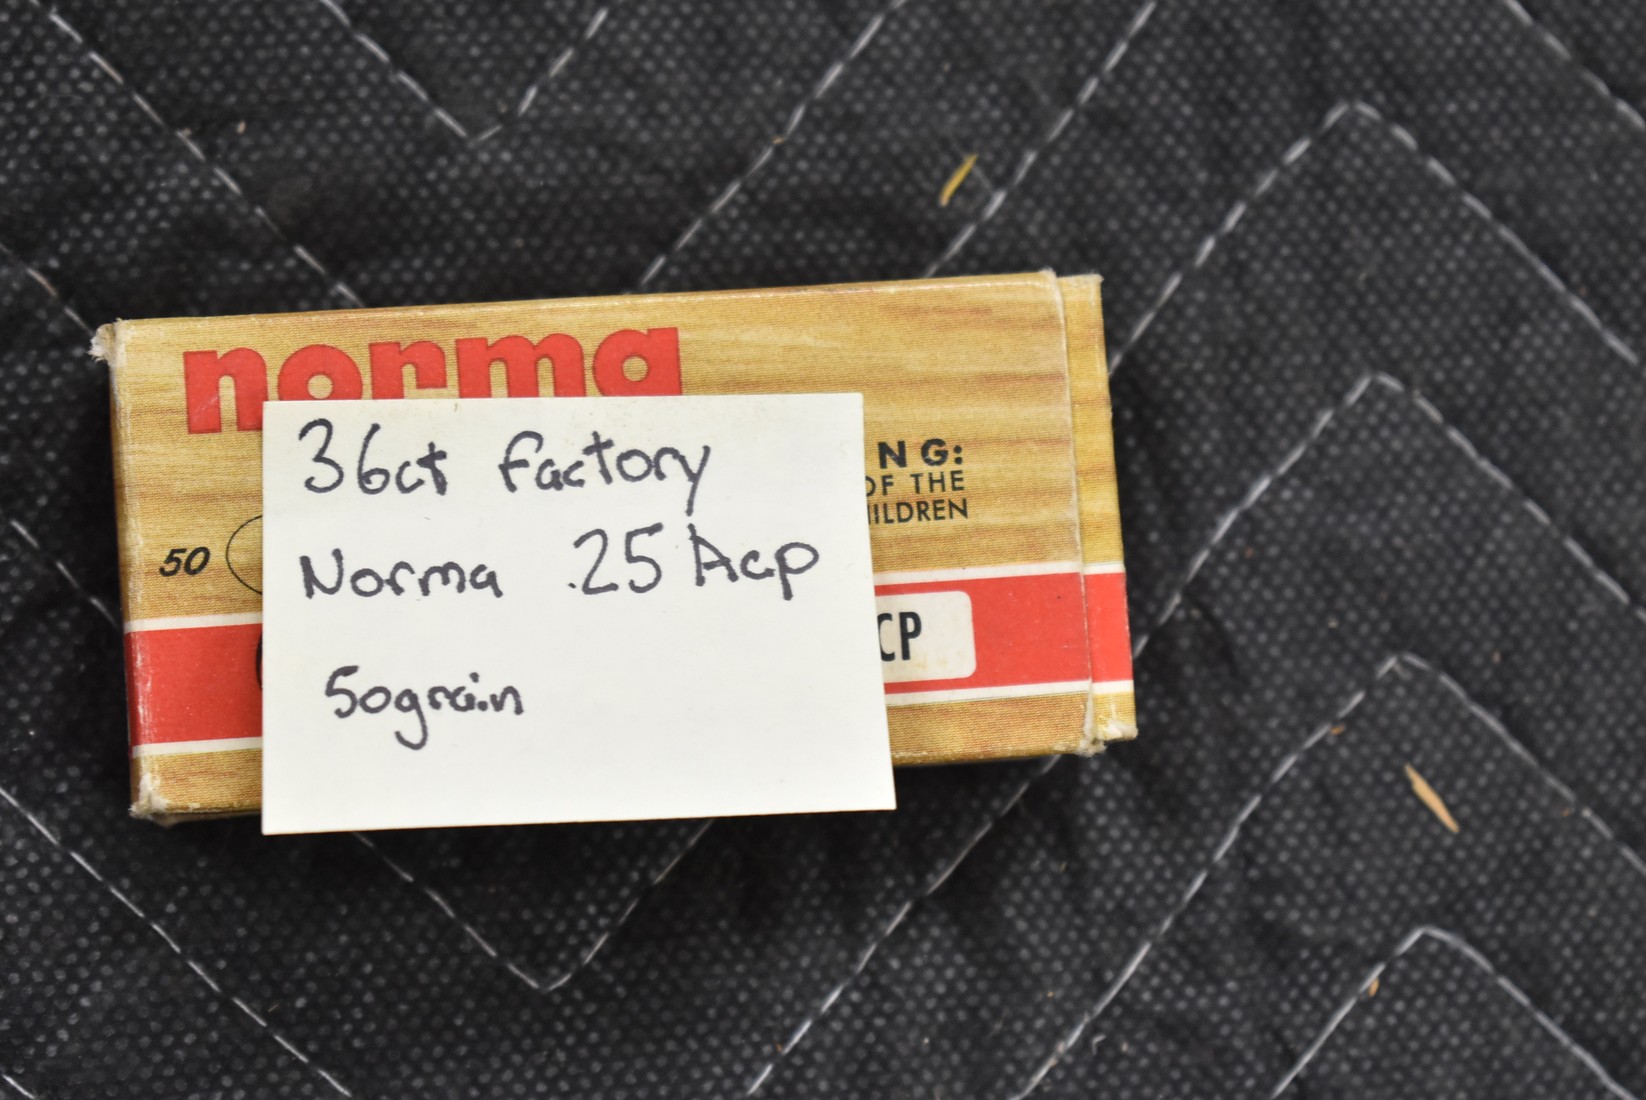 norma
36ct factory
Norma .25 Acp
50grain
NG:
OF THE
ILDREN
50
CP